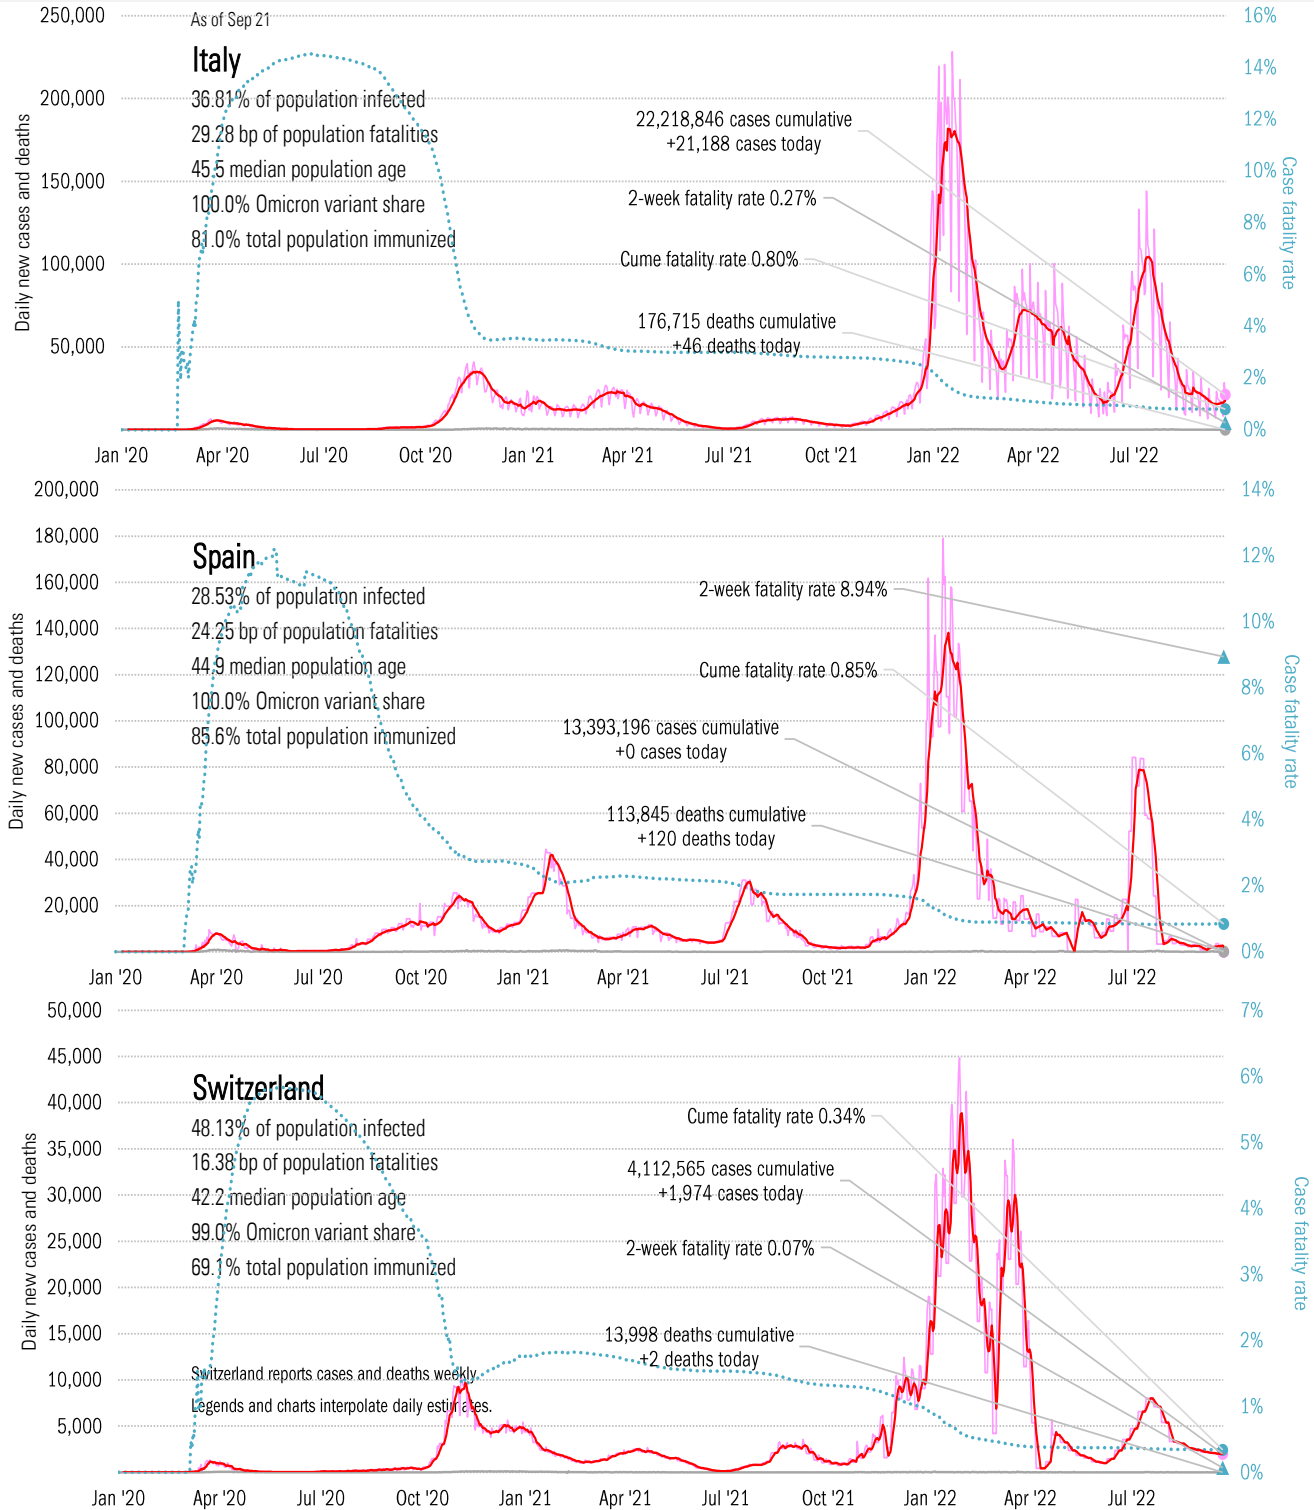 250,000
As of Sep 21
16%
Italy
14%
36.81% of population infected
200,000
22,218,846 cases cumulative
+21,188 cases today
12%
29.28 bp of population fatalities
45.5 median population age
150,000
2-week fatality rate 0.27%
10%
100.0% Omicron variant share
81.0% total population immunized
8%
Daily new cases and deaths
Case fatality rate
100,000
Cume fatality rate 0.80%
6%
176,715 deaths cumulative
+46 deaths today
4%
50,000
2%
0%
Jan '20 Apr '20 Jul '20 Oct '20 Jan '21 Apr '21 Jul '21 Oct '21 Jan '22 Apr '22 Jul '22
200,000
14%
180,000
Spain
12%
160,000
28.53% of population infected
2-week fatality rate 8.94%
140,000
24.25 bp of population fatalities
10%
44.9 median population age
120,000
Cume fatality rate 0.85%
8%
100.0% Omicron variant share
100,000
85.6% total population immunized
13,393,196 cases cumulative
+0 cases today
6%
Daily new cases and deaths
Case fatality rate
80,000
60,000
113,845 deaths cumulative
+120 deaths today
4%
40,000
2%
20,000
0%
Jan '20 Apr '20 Jul '20 Oct '20 Jan '21 Apr '21 Jul '21 Oct '21 Jan '22 Apr '22 Jul '22
50,000
7%
45,000
6%
Switzerland
40,000
48.13% of population infected
Cume fatality rate 0.34%
35,000
5%
16.38 bp of population fatalities
4,112,565 cases cumulative
+1,974 cases today
30,000
42.2 median population age
4%
99.0% Omicron variant share
25,000
2-week fatality rate 0.07%
69.1% total population immunized
3%
Daily new cases and deaths
Case fatality rate
20,000
15,000
13,998 deaths cumulative
+2 deaths today
2%
Switzerland reports cases and deaths weekly.
10,000
Legends and charts interpolate daily estimates.
1%
5,000
0%
Jan '20 Apr '20 Jul '20 Oct '20 Jan '21 Apr '21 Jul '21 Oct '21 Jan '22 Apr '22 Jul '22